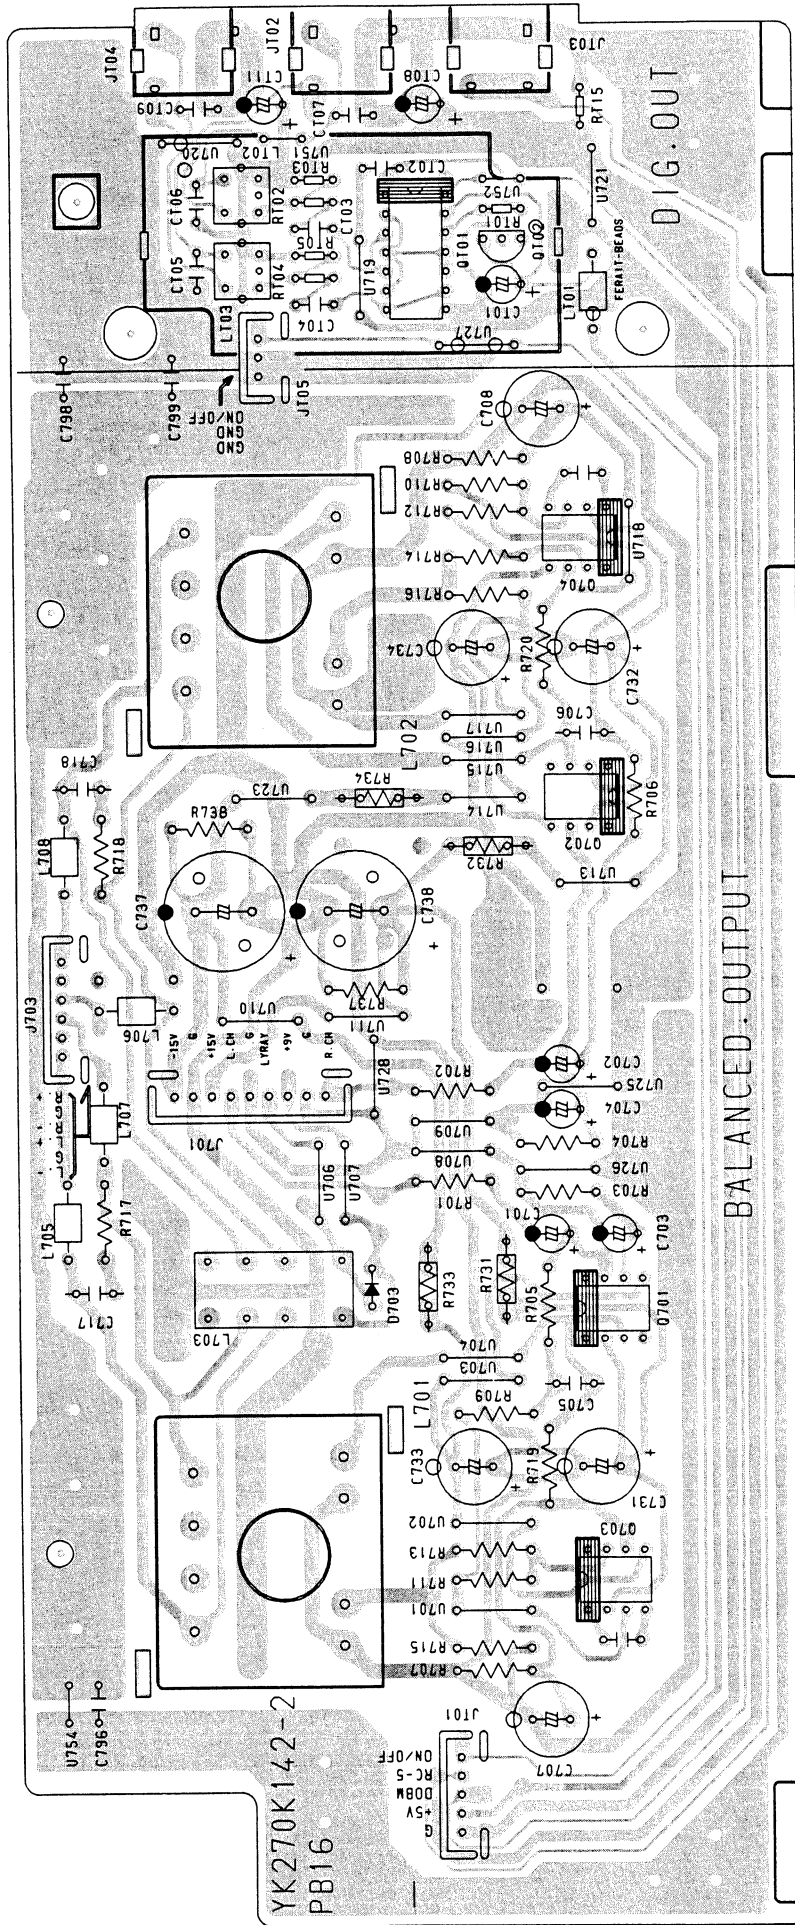 JT04
JT02
JT03
CT09
CT11
CT07
CT08
RT15
U720
LT02
U751
RT03
CT02
DIG.OUT
CT06
RT02
CT03
U752
U721
RT01
CT05
RT05
RT04
U719
QT01
QT02
FERAIT-BEADS
LT03
CT04
CT01
LT01
U727
C798
C799
GND
GND
ON/OFF
JT05
C708
R708
R710
R712
R714
R716
U718
Q704
C734
R720
C732
U717
U716
U715
U714
C706
L702
C718
R734
U723
R738
R706
Q702
L708
R718
R732
U713
C737
C738
BALANCED.OUTPUT
J703
L706
U710
R737
U711
-15V
G
+15V
L.CH
G
LYRAY
+9V
G
R.CH
U728
R702
C702
U725
C704
L707
J701
U709
U708
R701
R704
U726
R703
U706
U707
L705
R717
C701
C703
C717
L703
D703
R733
R731
R705
Q701
U704
U703
L701
R709
C705
C733
R719
C731
U702
Q703
R713
R711
U701
R715
R707
U754
C796
JT01
C707
YK270K142-2
PB16
ON/OFF
RC-5
DOBM
+5V
G